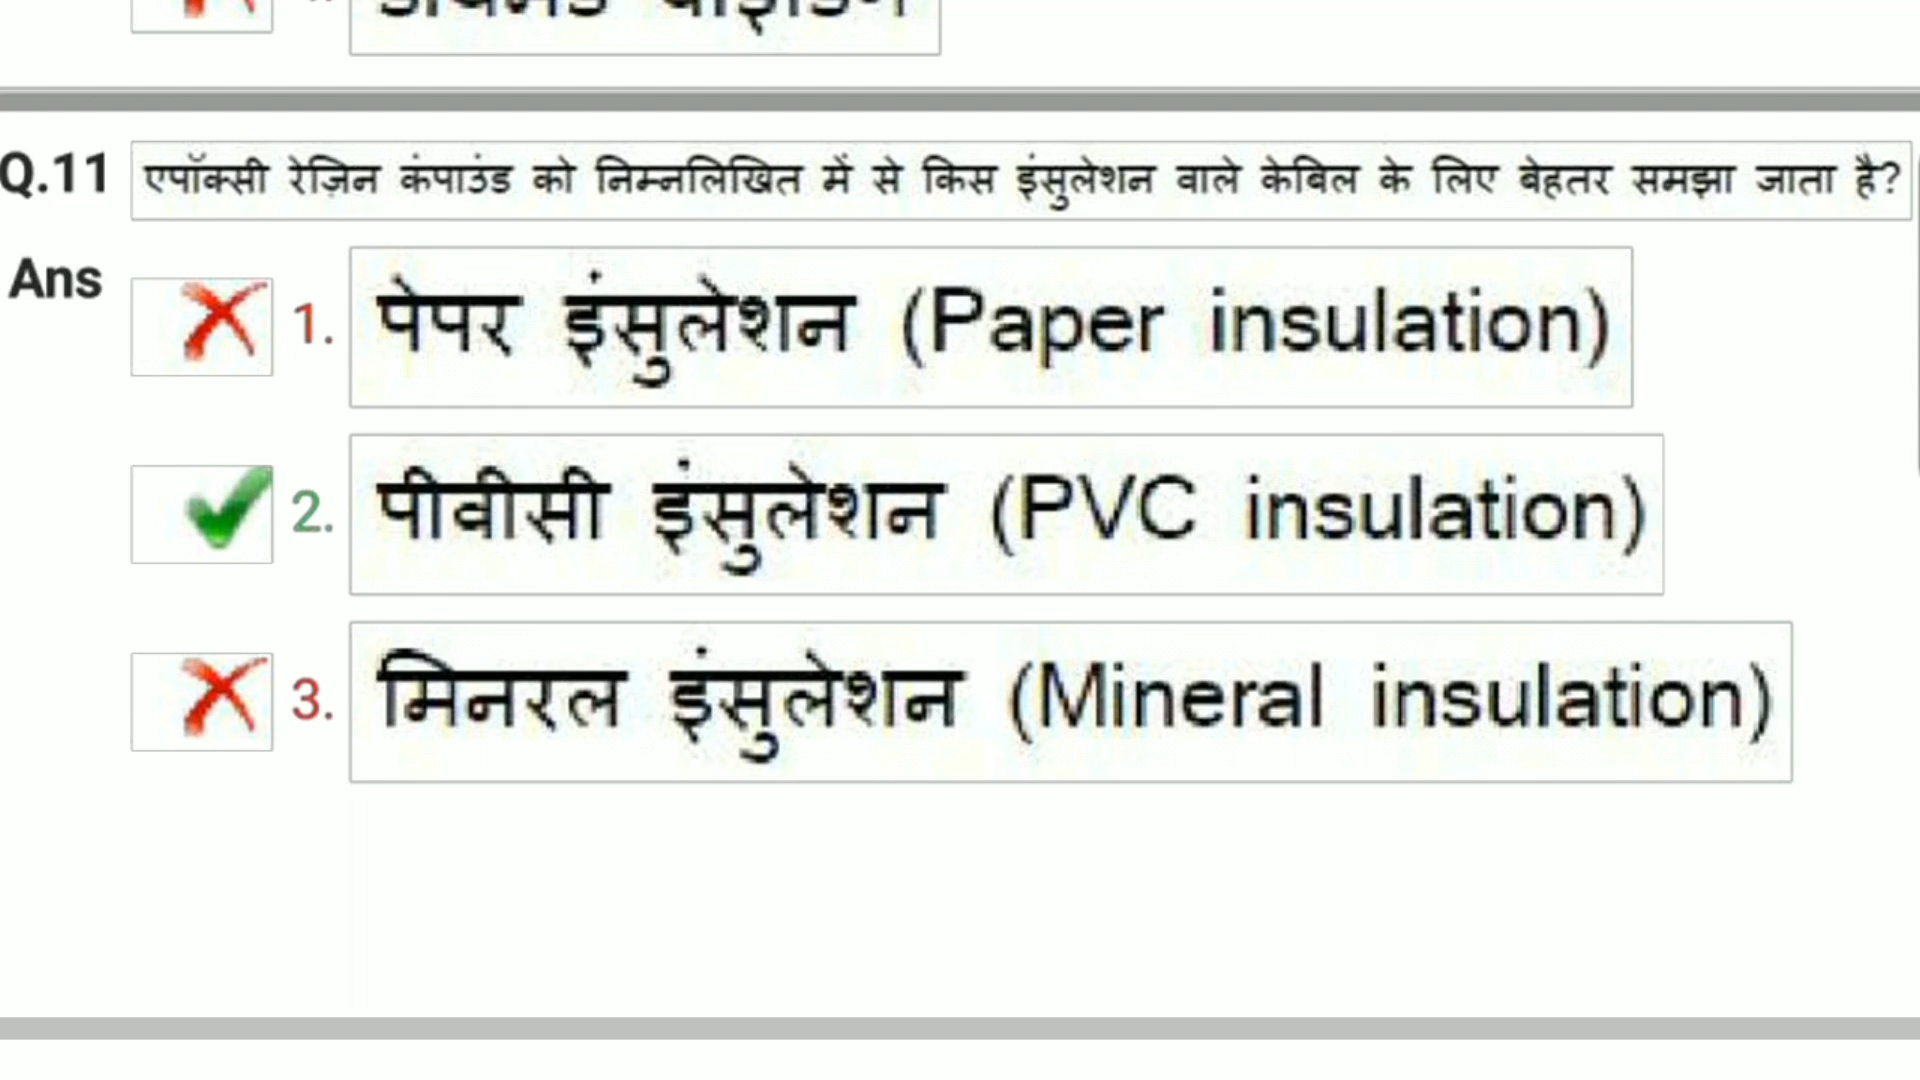 Q.11 एपॉक्सी रेज़िन कंपाउंड को निम्नलिखित में से किस इंसुलेशन वाले केबिल के लिए बेहतर समझा जाता है?
Ans
1. पेपर इंसुलेशन (Paper insulation)
2. पीवीसी इंसुलेशन (PVC insulation)
3. मिनरल इंसुलेशन (Mineral insulation)